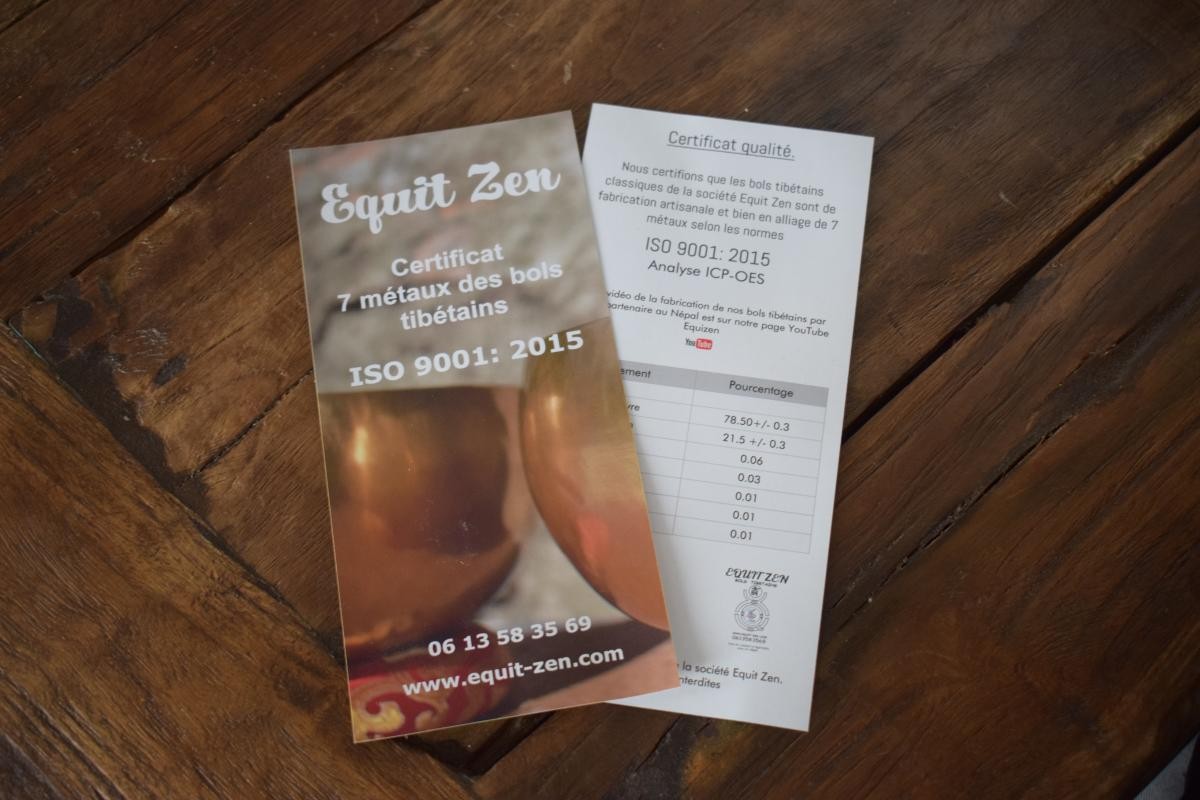 Equit Zen
Certificat
7 métaux des bols
tibétains
ISO 9001: 2015
06 13 58 35 69
www.equit-zen.com
Certificat qualité.
Nous certifions que les bols tibétains
classiques de la société Equit Zen sont de
fabrication artisanale et bien en alliage de 7
métaux selon les normes
ISO 9001: 2015
Analyse ICP-OES
vidéo de la fabrication de nos bols tibétains par
partenaire au Népal est sur notre page YouTube
Equizen
YouTube
ement Pourcentage
vre 78.50+/- 0.3
21.5 +/- 0.3
0.06
0.03
0.01
0.01
0.01
EQUIT ZEN
BOLS TIBETAINS
la société Equit Zen.
interdites